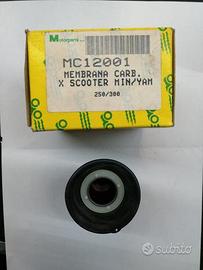 Motorparts
MC12001
MEMBRANA CARB.
X SCOOTER MIN/YAM
250/300
subito